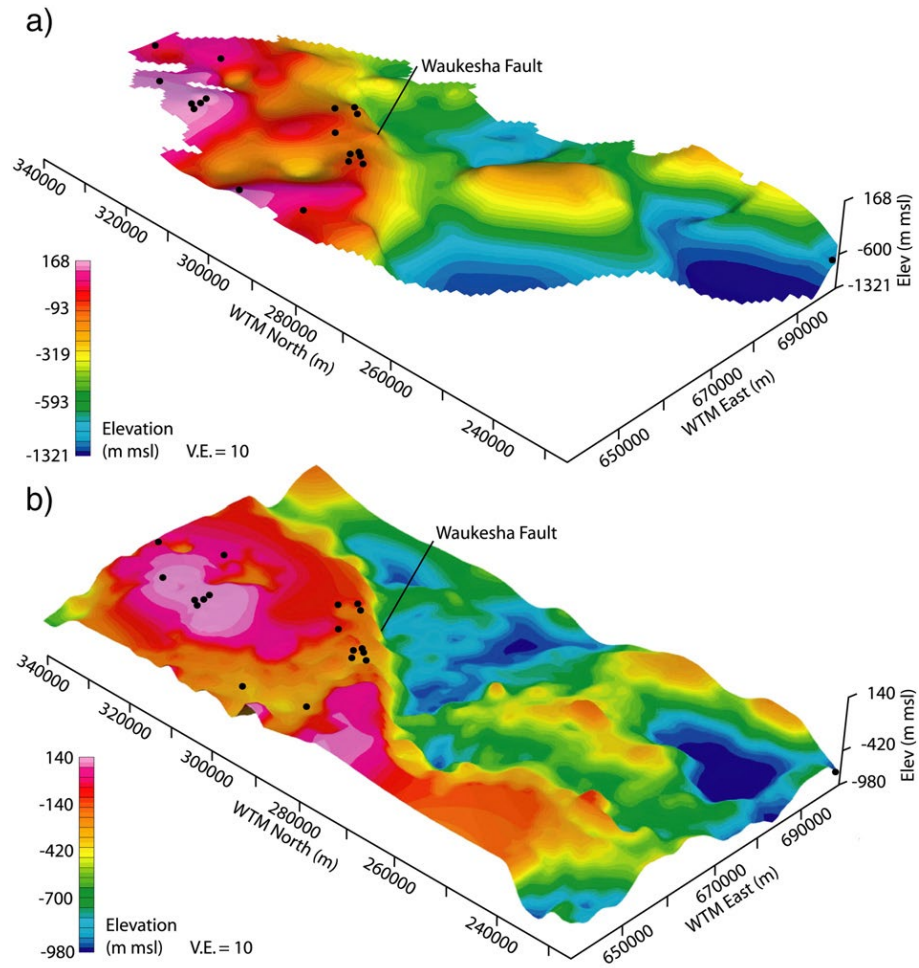 a)
Waukesha Fault
340000
320000
300000
280000
260000
240000
WTM North (m)
650000
670000
690000
WTM East (m)
168
-600
-1321
Elev (m msl)
168
-93
-319
-593
-1321
Elevation
(m msl) V.E. = 10
b)
Waukesha Fault
340000
320000
300000
280000
260000
240000
WTM North (m)
650000
670000
690000
WTM East (m)
140
-420
-980
Elev (m msl)
140
-140
-420
-700
-980
Elevation
(m msl) V.E. = 10